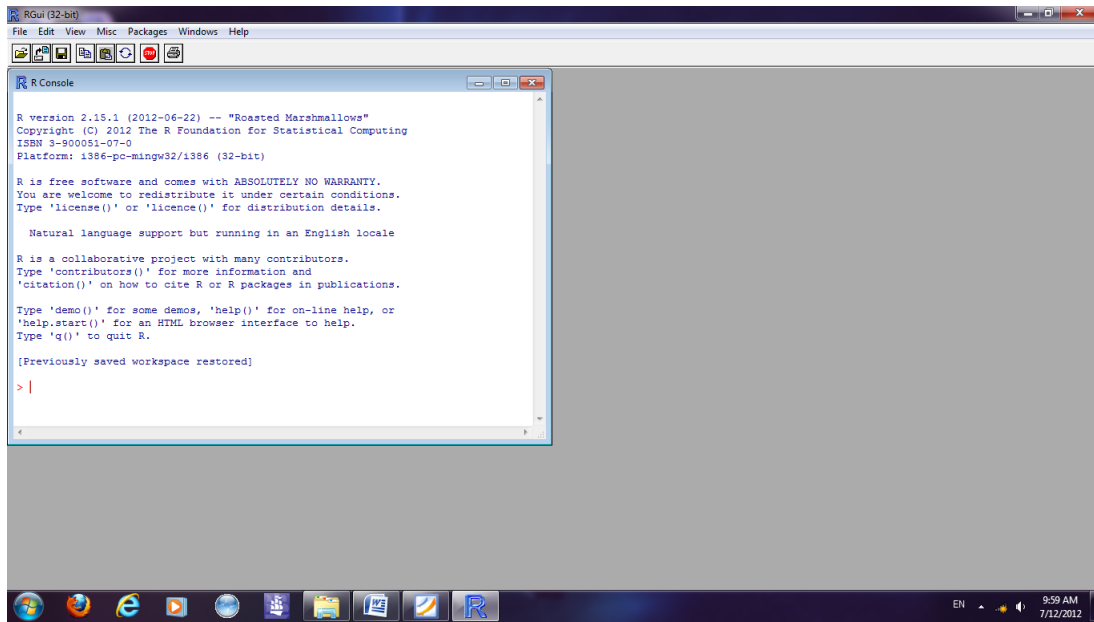 RGui (32-bit)
File Edit View Misc Packages Windows Help
STOP
R Console
R version 2.15.1 (2012-06-22) -- "Roasted Marshmallows"
Copyright (C) 2012 The R Foundation for Statistical Computing
ISBN 3-900051-07-0
Platform: i386-pc-mingw32/i386 (32-bit)
R is free software and comes with ABSOLUTELY NO WARRANTY.
You are welcome to redistribute it under certain conditions.
Type 'license()' or 'licence()' for distribution details.
Natural language support but running in an English locale
R is a collaborative project with many contributors.
Type 'contributors()' for more information and
'citation()' on how to cite R or R packages in publications.
Type 'demo()' for some demos, 'help()' for on-line help, or
'help.start()' for an HTML browser interface to help.
Type 'q()' to quit R.
[Previously saved workspace restored]
>
EN
9:59 AM
7/12/2012